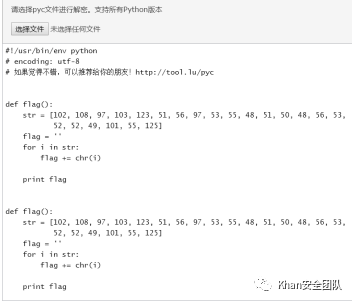 请选择pyc文件进行解密。支持所有Python版本
选择文件 未选择任何文件
#!/usr/bin/env python
# encoding: utf-8
# 如果觉得不错，可以推荐给你的朋友！http://tool.lu/pyc
def flag():
str = [102, 108, 97, 103, 123, 51, 56, 97, 53, 55, 48, 51, 50, 48, 56, 53,
52, 52, 49, 101, 55, 125]
flag = ''
for i in str:
flag += chr(i)
print flag
def flag():
str = [102, 108, 97, 103, 123, 51, 56, 97, 53, 55, 48, 51, 50, 48, 56, 53,
52, 52, 49, 101, 55, 125]
flag = ''
for i in str:
flag += chr(i)
print flag
Khan安全团队